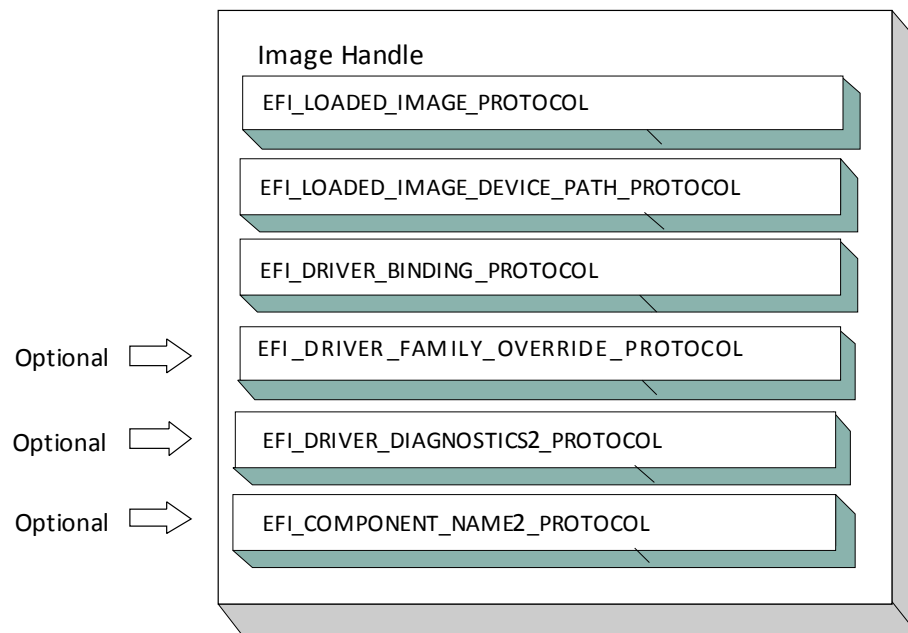 Image Handle
EFI_LOADED_IMAGE_PROTOCOL
EFI_LOADED_IMAGE_DEVICE_PATH_PROTOCOL
EFI_DRIVER_BINDING_PROTOCOL
Optional EFI_DRIVER_FAMILY_OVERRIDE_PROTOCOL
Optional EFI_DRIVER_DIAGNOSTICS2_PROTOCOL
Optional EFI_COMPONENT_NAME2_PROTOCOL